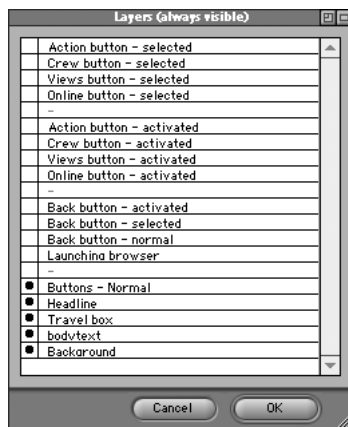 Layers (always visible)
Action button - selected
Crew button - selected
Views button - selected
Online button - selected
-
Action button - activated
Crew button - activated
Views button - activated
Online button - activated
-
Back button - activated
Back button - selected
Back button - normal
Launching browser
-
Buttons - Normal
Headline
Travel box
bodytext
Background
Cancel
OK